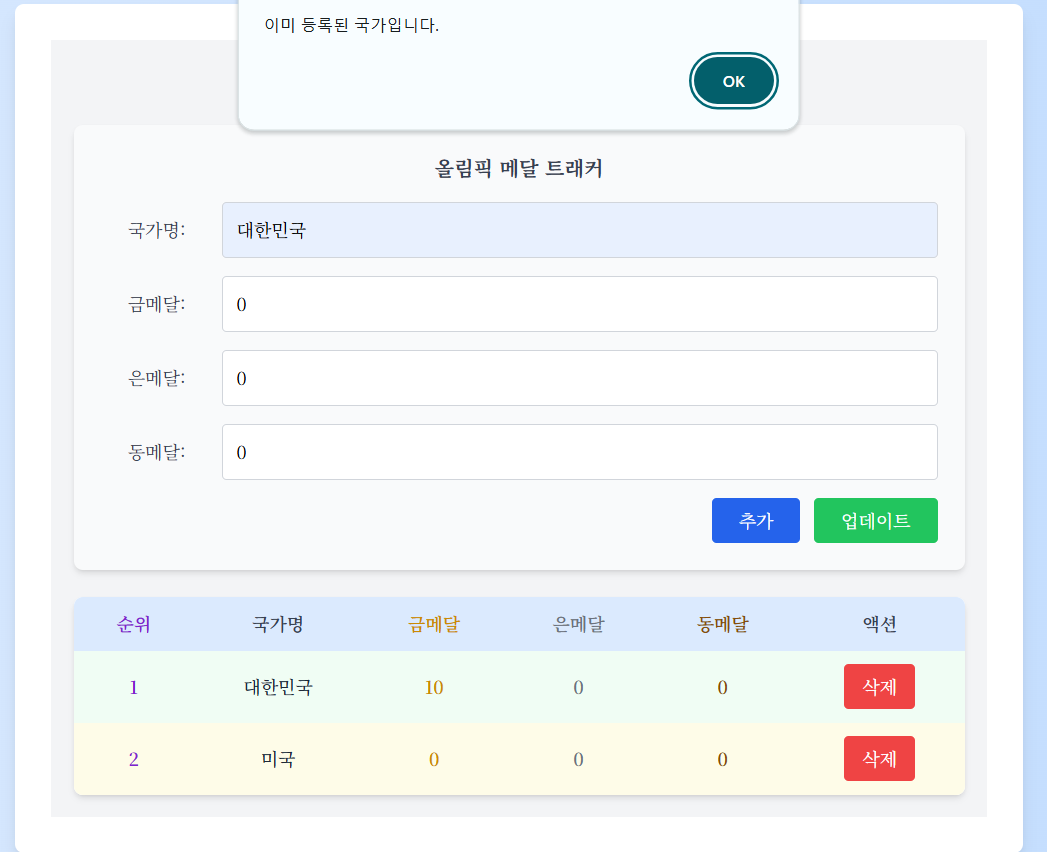 이미 등록된 국가입니다.
OK
올림픽 메달 트래커
국가명: 대한민국
금메달: 0
은메달: 0
동메달: 0
추가 업데이트
순위 국가명 금메달 은메달 동메달 액션
1 대한민국 10 0 0 삭제
2 미국 0 0 0 삭제